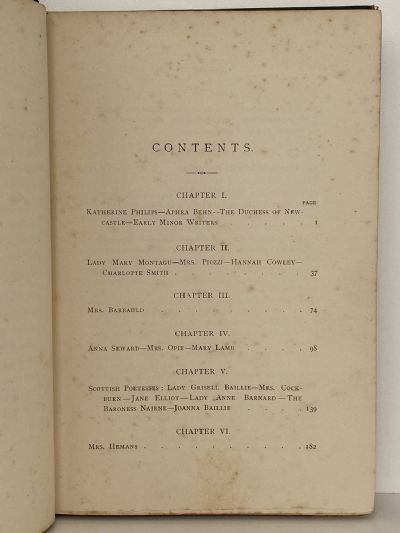 CONTENTS.
CHAPTER I.
PAGE
KATHERINE PHILIPS—APHRA BEHN—THE DUCHESS OF NEW-
CASTLE—EARLY MINOR WRITERS . . . . . 1
CHAPTER II.
LADY MARY MONTAGU—MRS. PIOZZI—HANNAH COWLEY—
CHARLOTTE SMITH . . . . . . . 37
CHAPTER III.
MRS. BARBAULD . . . . . . . 74
CHAPTER IV.
ANNA SEWARD—MRS. OPIE—MARY LAMB . . . . 98
CHAPTER V.
SCOTTISH POETESSES: LADY GRISELL BAILLIE—MRS. COCK-
BURN—JANE ELLIOT—LADY ANNE BARNARD—THE
BARONESS NAIRNE—JOANNA BAILLIE . . . . 139
CHAPTER VI.
MRS. HEMANS . . . . . . . . 182